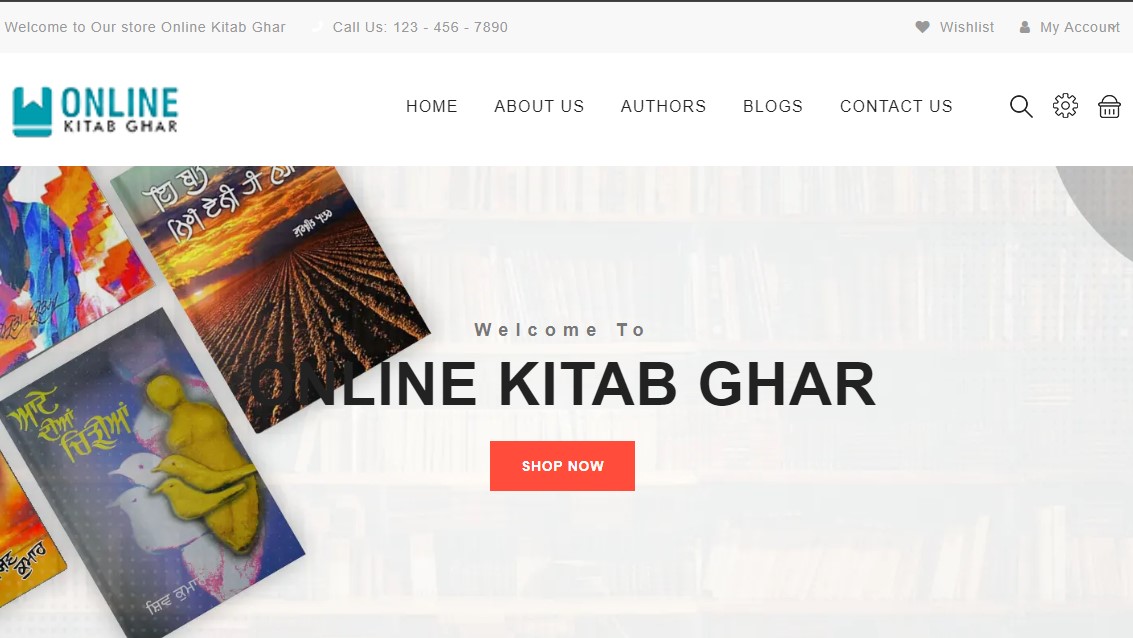 Welcome to Our store Online Kitab Ghar
Call Us: 123 - 456 - 7890
Wishlist
My Account
ONLINE
KITAB GHAR
HOME
ABOUT US
AUTHORS
BLOGS
CONTACT US
Welcome To
ONLINE KITAB GHAR
SHOP NOW
ਆਟੇ
ਦੀਆਂ
ਚਿੜੀਆਂ
ਸ਼ਿਵ ਕੁਮਾਰ
ਕੁਮਾਰ